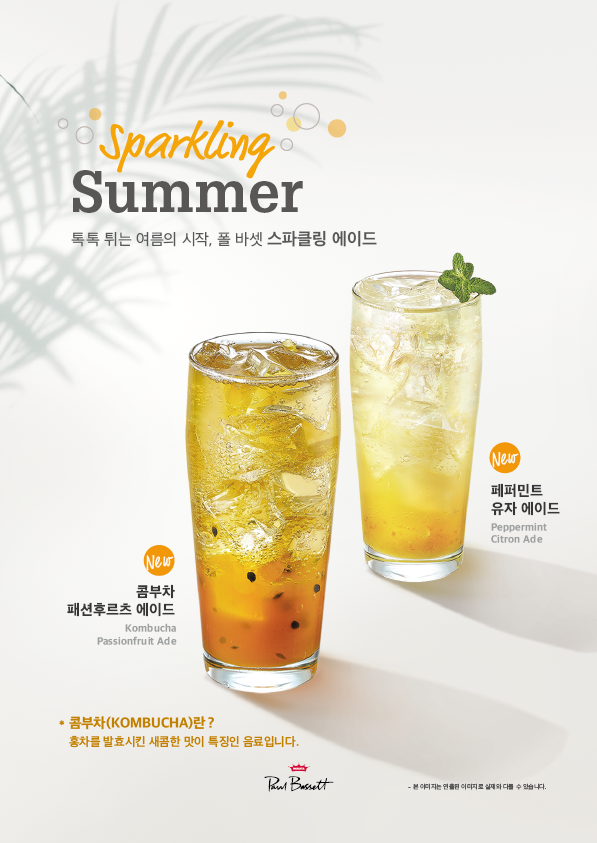 Sparkling
Summer
톡톡 튀는 여름의 시작, 폴 바셋 스파클링 에이드
New
페퍼민트
유자 에이드
Peppermint
Citron Ade
New
콤부차
패션후르츠 에이드
Kombucha
Passionfruit Ade
* 콤부차(KOMBUCHA)란?
홍차를 발효시킨 새콤한 맛이 특징인 음료입니다.
Paul Bassett
- 본 이미지는 연출된 이미지로 실제와 다를 수 있습니다.